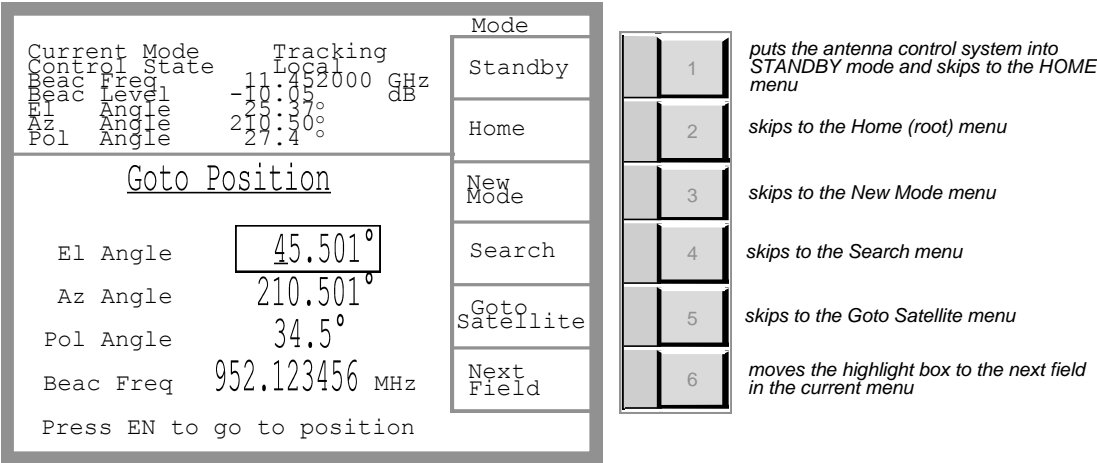 Mode
Current Mode Tracking
Control State Local
Beac Freq 11.452000 GHz
Beac Level -10.05 dB
El Angle 25.37°
Az Angle 210.50°
Pol Angle 27.4°
Standby
Home
New
Mode
Search
Goto
Satellite
Next
Field
Goto Position
El Angle 45.501°
Az Angle 210.501°
Pol Angle 34.5°
Beac Freq 952.123456 MHz
Press EN to go to position
1 puts the antenna control system into
STANDBY mode and skips to the HOME
menu
2 skips to the Home (root) menu
3 skips to the New Mode menu
4 skips to the Search menu
5 skips to the Goto Satellite menu
6 moves the highlight box to the next field
in the current menu